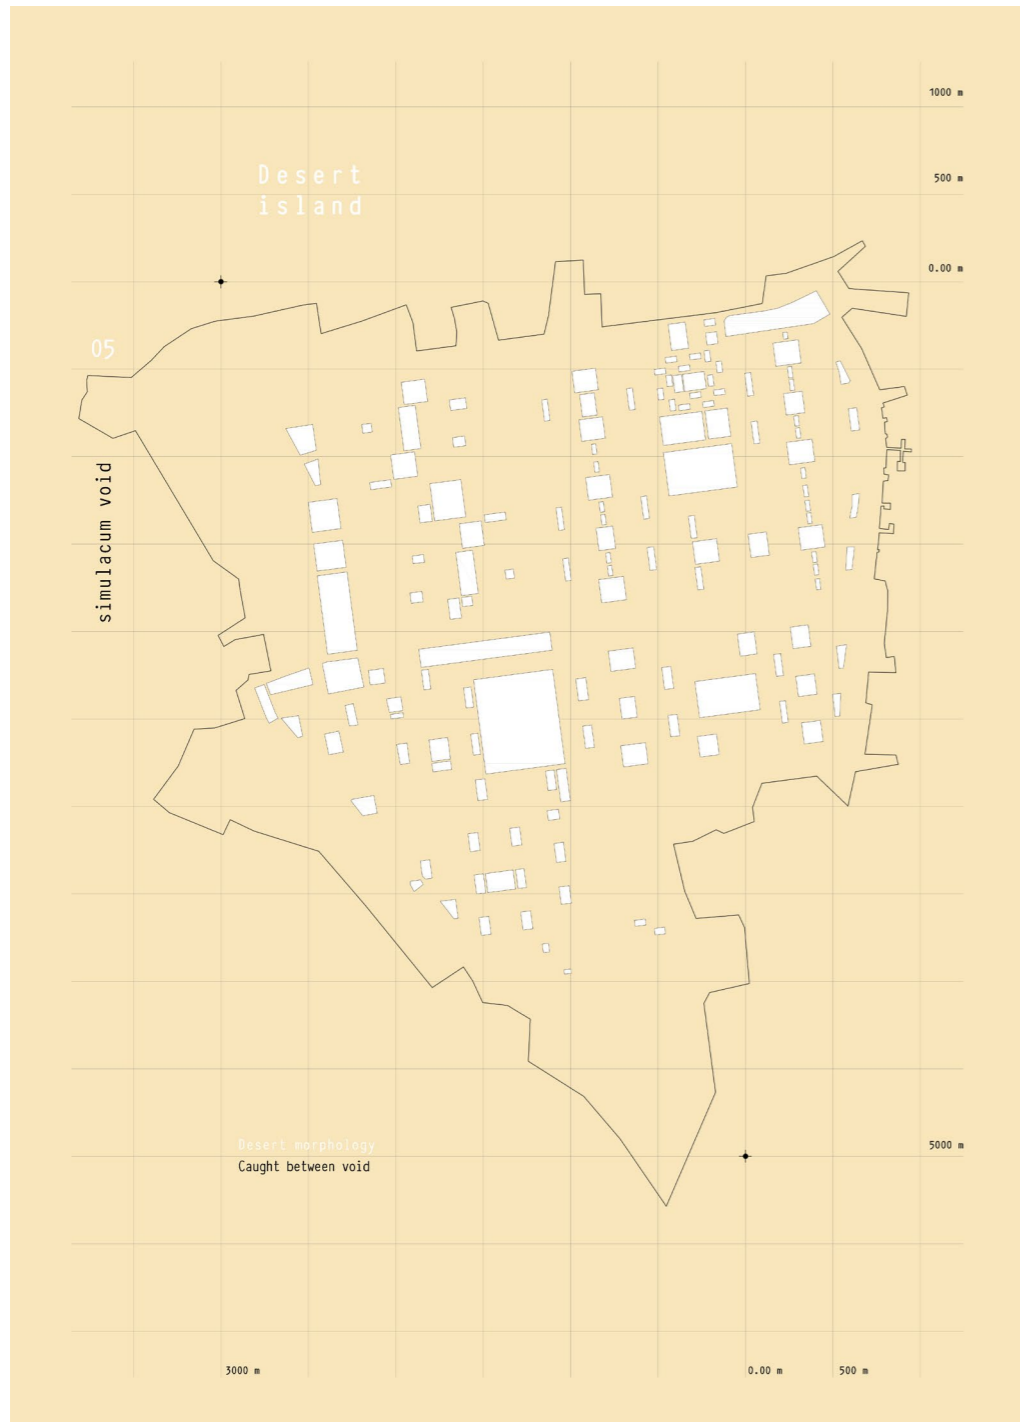 1000 m
500 m
Desert
island
0.00 m
05
simulacum void
5000 m
Desert morphology
Caught between void
3000 m
0.00 m
500 m